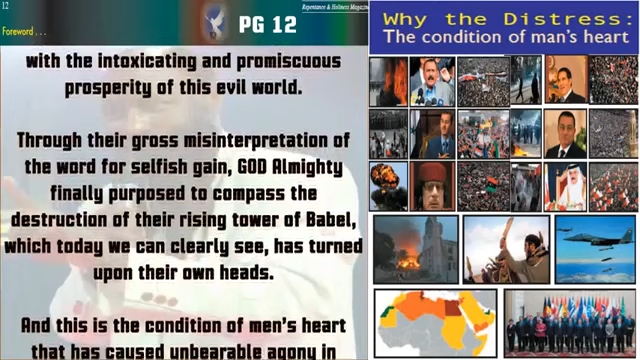 12
Repentance & Holiness Magazine
Foreword . . .
PG 12
with the intoxicating and promiscuous
prosperity of this evil world.
Through their gross misinterpretation of
the word for selfish gain, GOD Almighty
finally purposed to compass the
destruction of their rising tower of Babel,
which today we can clearly see, has turned
upon their own heads.
And this is the condition of men's heart
that has caused unbearable agony in
Why the Distress:
The condition of man's heart